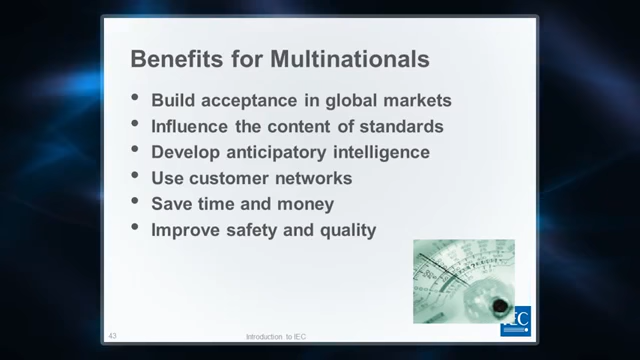 Benefits for Multinationals
• Build acceptance in global markets
• Influence the content of standards
• Develop anticipatory intelligence
• Use customer networks
• Save time and money
• Improve safety and quality
IEC
43
Introduction to IEC